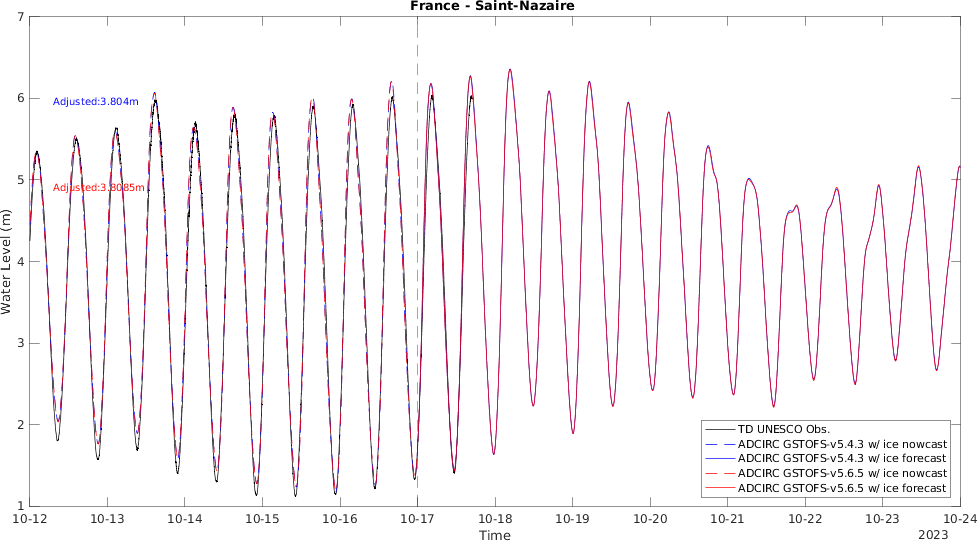 France - Saint-Nazaire
7
6
5
4
3
2
1
Water Level (m)
Adjusted:3.804m
Adjusted:3.8085m
TD UNESCO Obs.
ADCIRC GSTOFS-v5.4.3 w/ ice nowcast
ADCIRC GSTOFS-v5.4.3 w/ ice forecast
ADCIRC GSTOFS-v5.6.5 w/ ice nowcast
ADCIRC GSTOFS-v5.6.5 w/ ice forecast
10-12 10-13 10-14 10-15 10-16 10-17 10-18 10-19 10-20 10-21 10-22 10-23 10-24
Time
2023